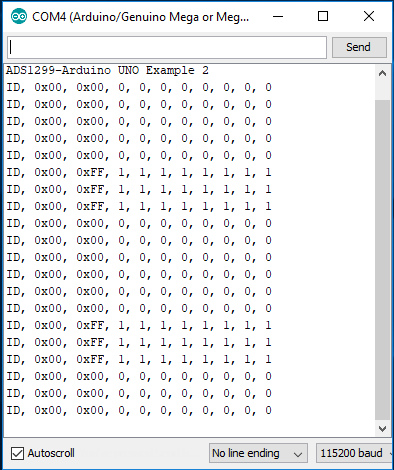 COM4 (Arduino/Genuino Mega or Meg...
Send
ADS1299-Arduino UNO Example 2
ID, 0x00, 0x00, 0, 0, 0, 0, 0, 0, 0, 0
ID, 0x00, 0x00, 0, 0, 0, 0, 0, 0, 0, 0
ID, 0x00, 0x00, 0, 0, 0, 0, 0, 0, 0, 0
ID, 0x00, 0x00, 0, 0, 0, 0, 0, 0, 0, 0
ID, 0x00, 0x00, 0, 0, 0, 0, 0, 0, 0, 0
ID, 0x00, 0xFF, 1, 1, 1, 1, 1, 1, 1, 1
ID, 0x00, 0xFF, 1, 1, 1, 1, 1, 1, 1, 1
ID, 0x00, 0xFF, 1, 1, 1, 1, 1, 1, 1, 1
ID, 0x00, 0x00, 0, 0, 0, 0, 0, 0, 0, 0
ID, 0x00, 0x00, 0, 0, 0, 0, 0, 0, 0, 0
ID, 0x00, 0x00, 0, 0, 0, 0, 0, 0, 0, 0
ID, 0x00, 0x00, 0, 0, 0, 0, 0, 0, 0, 0
ID, 0x00, 0x00, 0, 0, 0, 0, 0, 0, 0, 0
ID, 0x00, 0x00, 0, 0, 0, 0, 0, 0, 0, 0
ID, 0x00, 0xFF, 1, 1, 1, 1, 1, 1, 1, 1
ID, 0x00, 0xFF, 1, 1, 1, 1, 1, 1, 1, 1
ID, 0x00, 0xFF, 1, 1, 1, 1, 1, 1, 1, 1
ID, 0x00, 0x00, 0, 0, 0, 0, 0, 0, 0, 0
ID, 0x00, 0x00, 0, 0, 0, 0, 0, 0, 0, 0
ID, 0x00, 0x00, 0, 0, 0, 0, 0, 0, 0, 0
Autoscroll
No line ending
115200 baud